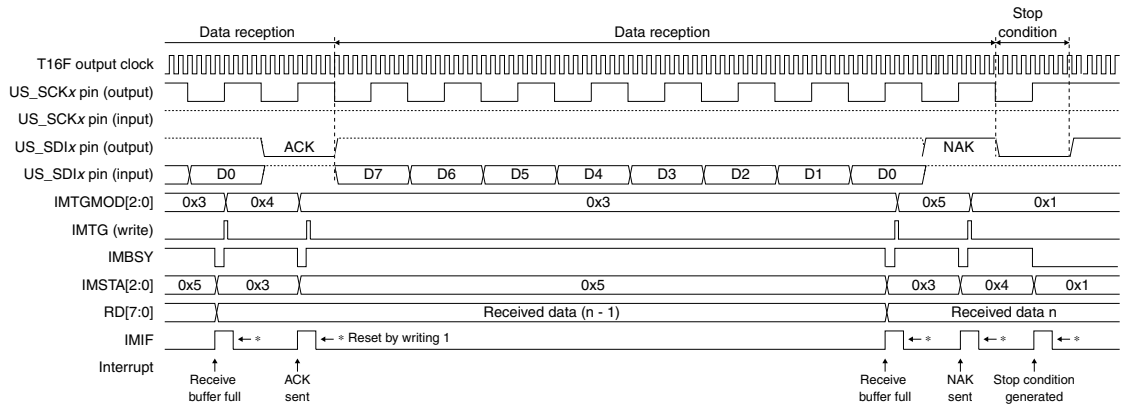 Stop
Data reception Data reception condition
T16F output clock
US_SCKx pin (output)
US_SCKx pin (input)
US_SDIx pin (output) ACK NAK
US_SDIx pin (input) D0 D7 D6 D5 D4 D3 D2 D1 D0
IMTGMOD[2:0] 0x3 0x4 0x3 0x5 0x1
IMTG (write)
IMBSY
IMSTA[2:0] 0x5 0x3 0x5 0x3 0x4 0x1
RD[7:0] Received data (n - 1) Received data n
IMIF * * Reset by writing 1 * * *
Interrupt
Receive ACK Receive NAK Stop condition
buffer full sent buffer full sent generated